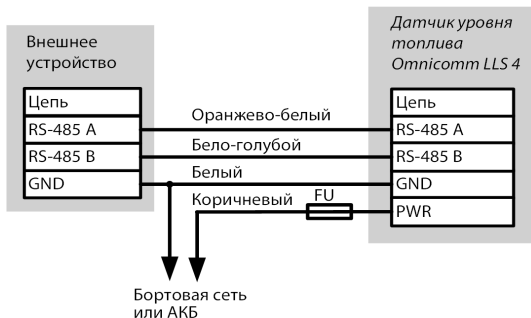 Внешнее
устройство
Цепь
RS-485 A
RS-485 B
GND
Оранжево-белый
Бело-голубой
Белый
Коричневый
FU
Датчик уровня
топлива
Omnicomm LLS 4
Цепь
RS-485 A
RS-485 B
GND
PWR
Бортовая сеть
или АКБ